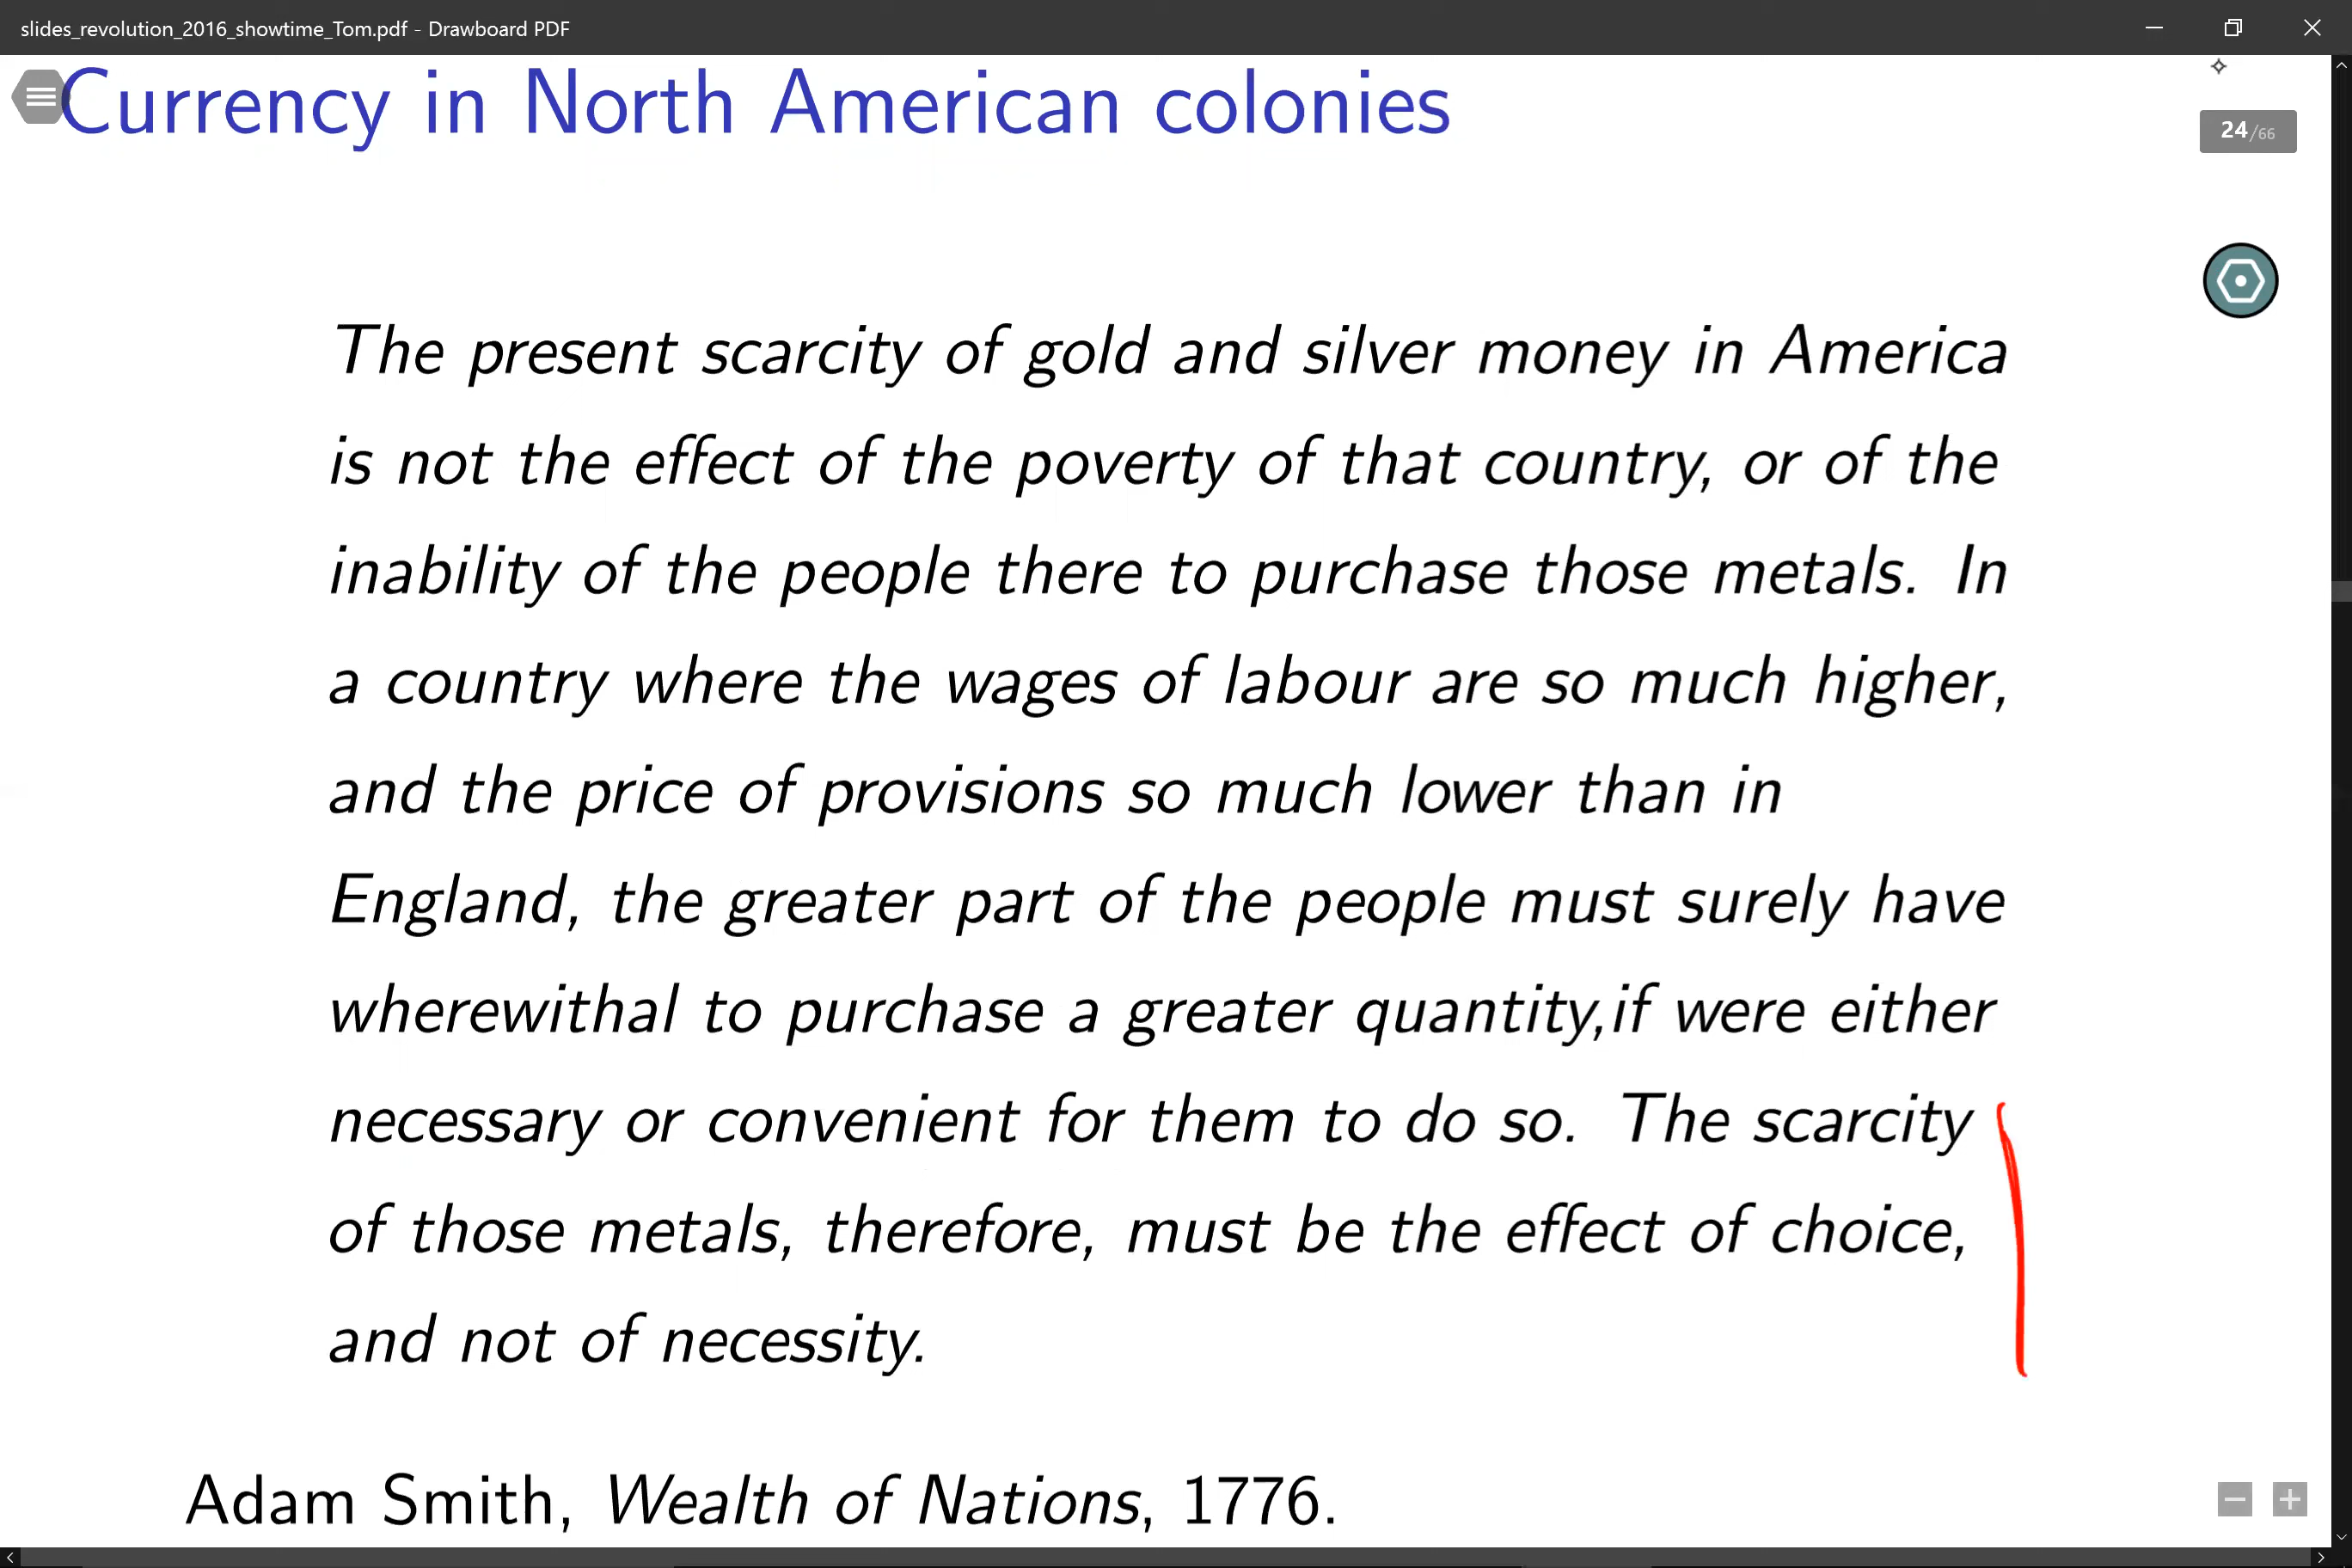 slides_revolution_2016_showtime_Tom.pdf - Drawboard PDF
Currency in North American colonies
24/66
The present scarcity of gold and silver money in America
is not the effect of the poverty of that country, or of the
inability of the people there to purchase those metals. In
a country where the wages of labour are so much higher,
and the price of provisions so much lower than in
England, the greater part of the people must surely have
wherewithal to purchase a greater quantity,if were either
necessary or convenient for them to do so. The scarcity
of those metals, therefore, must be the effect of choice,
and not of necessity.
Adam Smith, Wealth of Nations, 1776.